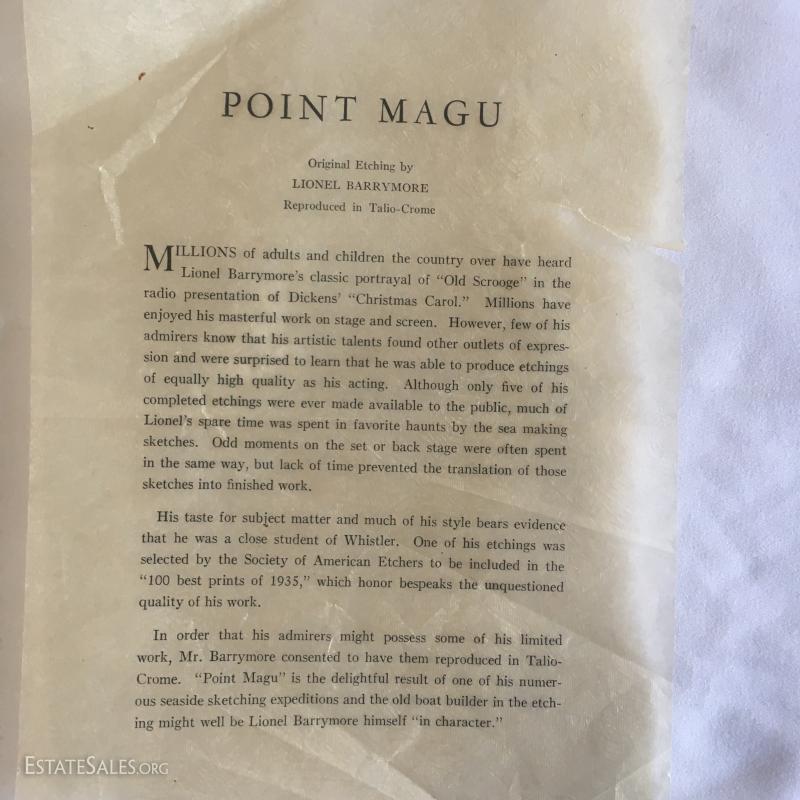 POINT MAGU
Original Etching by
LIONEL BARRYMORE
Reproduced in Talio-Crome
MILLIONS of adults and children the country over have heard
Lionel Barrymore's classic portrayal of "Old Scrooge" in the
radio presentation of Dickens' "Christmas Carol." Millions have
enjoyed his masterful work on stage and screen. However, few of his
admirers know that his artistic talents found other outlets of expres-
sion and were surprised to learn that he was able to produce etchings
of equally high quality as his acting. Although only five of his
completed etchings were ever made available to the public, much of
Lionel's spare time was spent in favorite haunts by the sea making
sketches. Odd moments on the set or back stage were often spent
in the same way, but lack of time prevented the translation of those
sketches into finished work.
His taste for subject matter and much of his style bears evidence
that he was a close student of Whistler. One of his etchings was
selected by the Society of American Etchers to be included in the
"100 best prints of 1935," which honor bespeaks the unquestioned
quality of his work.
In order that his admirers might possess some of his limited
work, Mr. Barrymore consented to have them reproduced in Talio-
Crome. "Point Magu" is the delightful result of one of his numer-
ous seaside sketching expeditions and the old boat builder in the etch-
ing might well be Lionel Barrymore himself "in character."
ESTATESALES.ORG